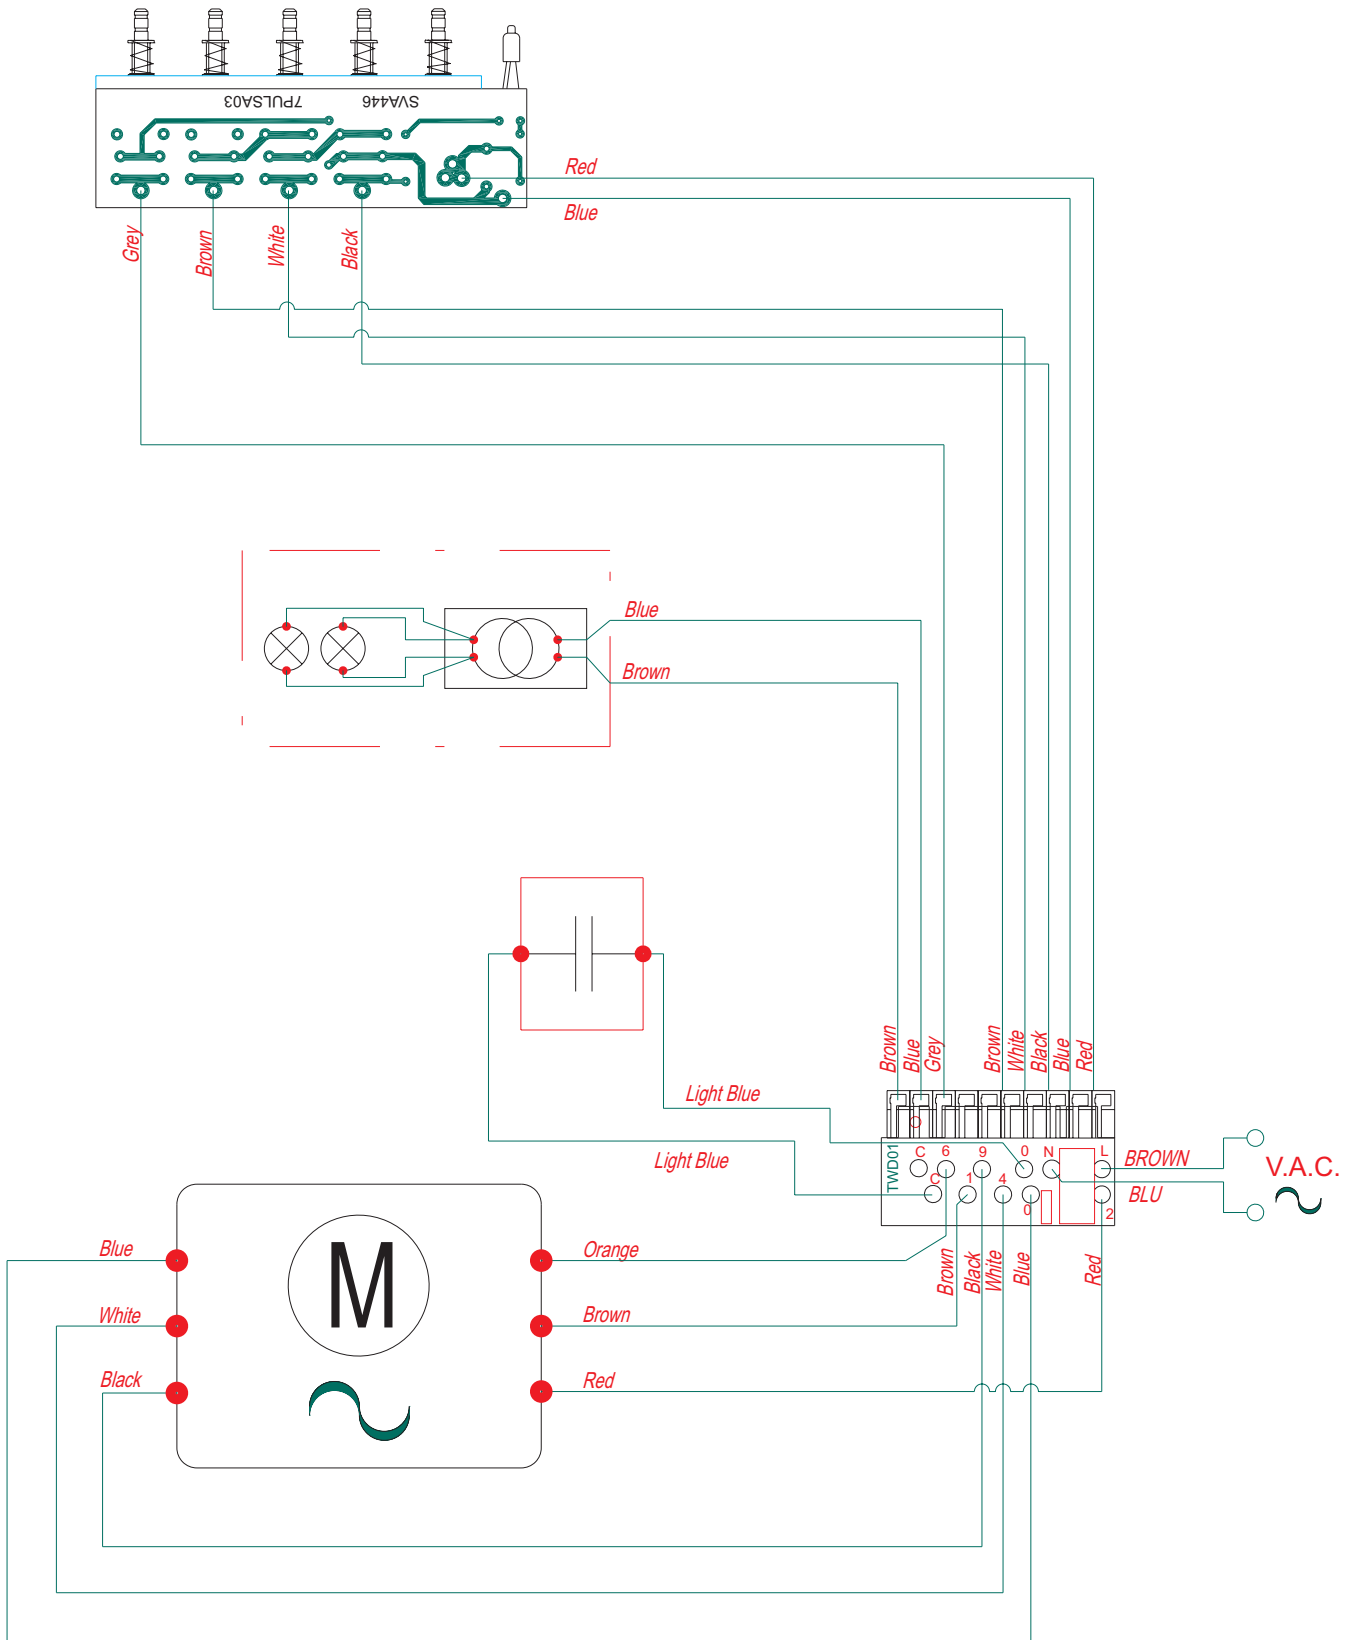 7PULSA03 SVA446
Red
Blue
Grey
Brown
White
Black
Blue
Brown
Brown
Blue
Grey
Brown
White
Black
Blue
Red
Light Blue
Light Blue
TWD01
C 6 9 0 N L
C 1 4 0 2
BROWN
BLU
V.A.C.
Blue
White
Black
M
Orange
Brown
Red
Brown
Black
White
Blue
Red